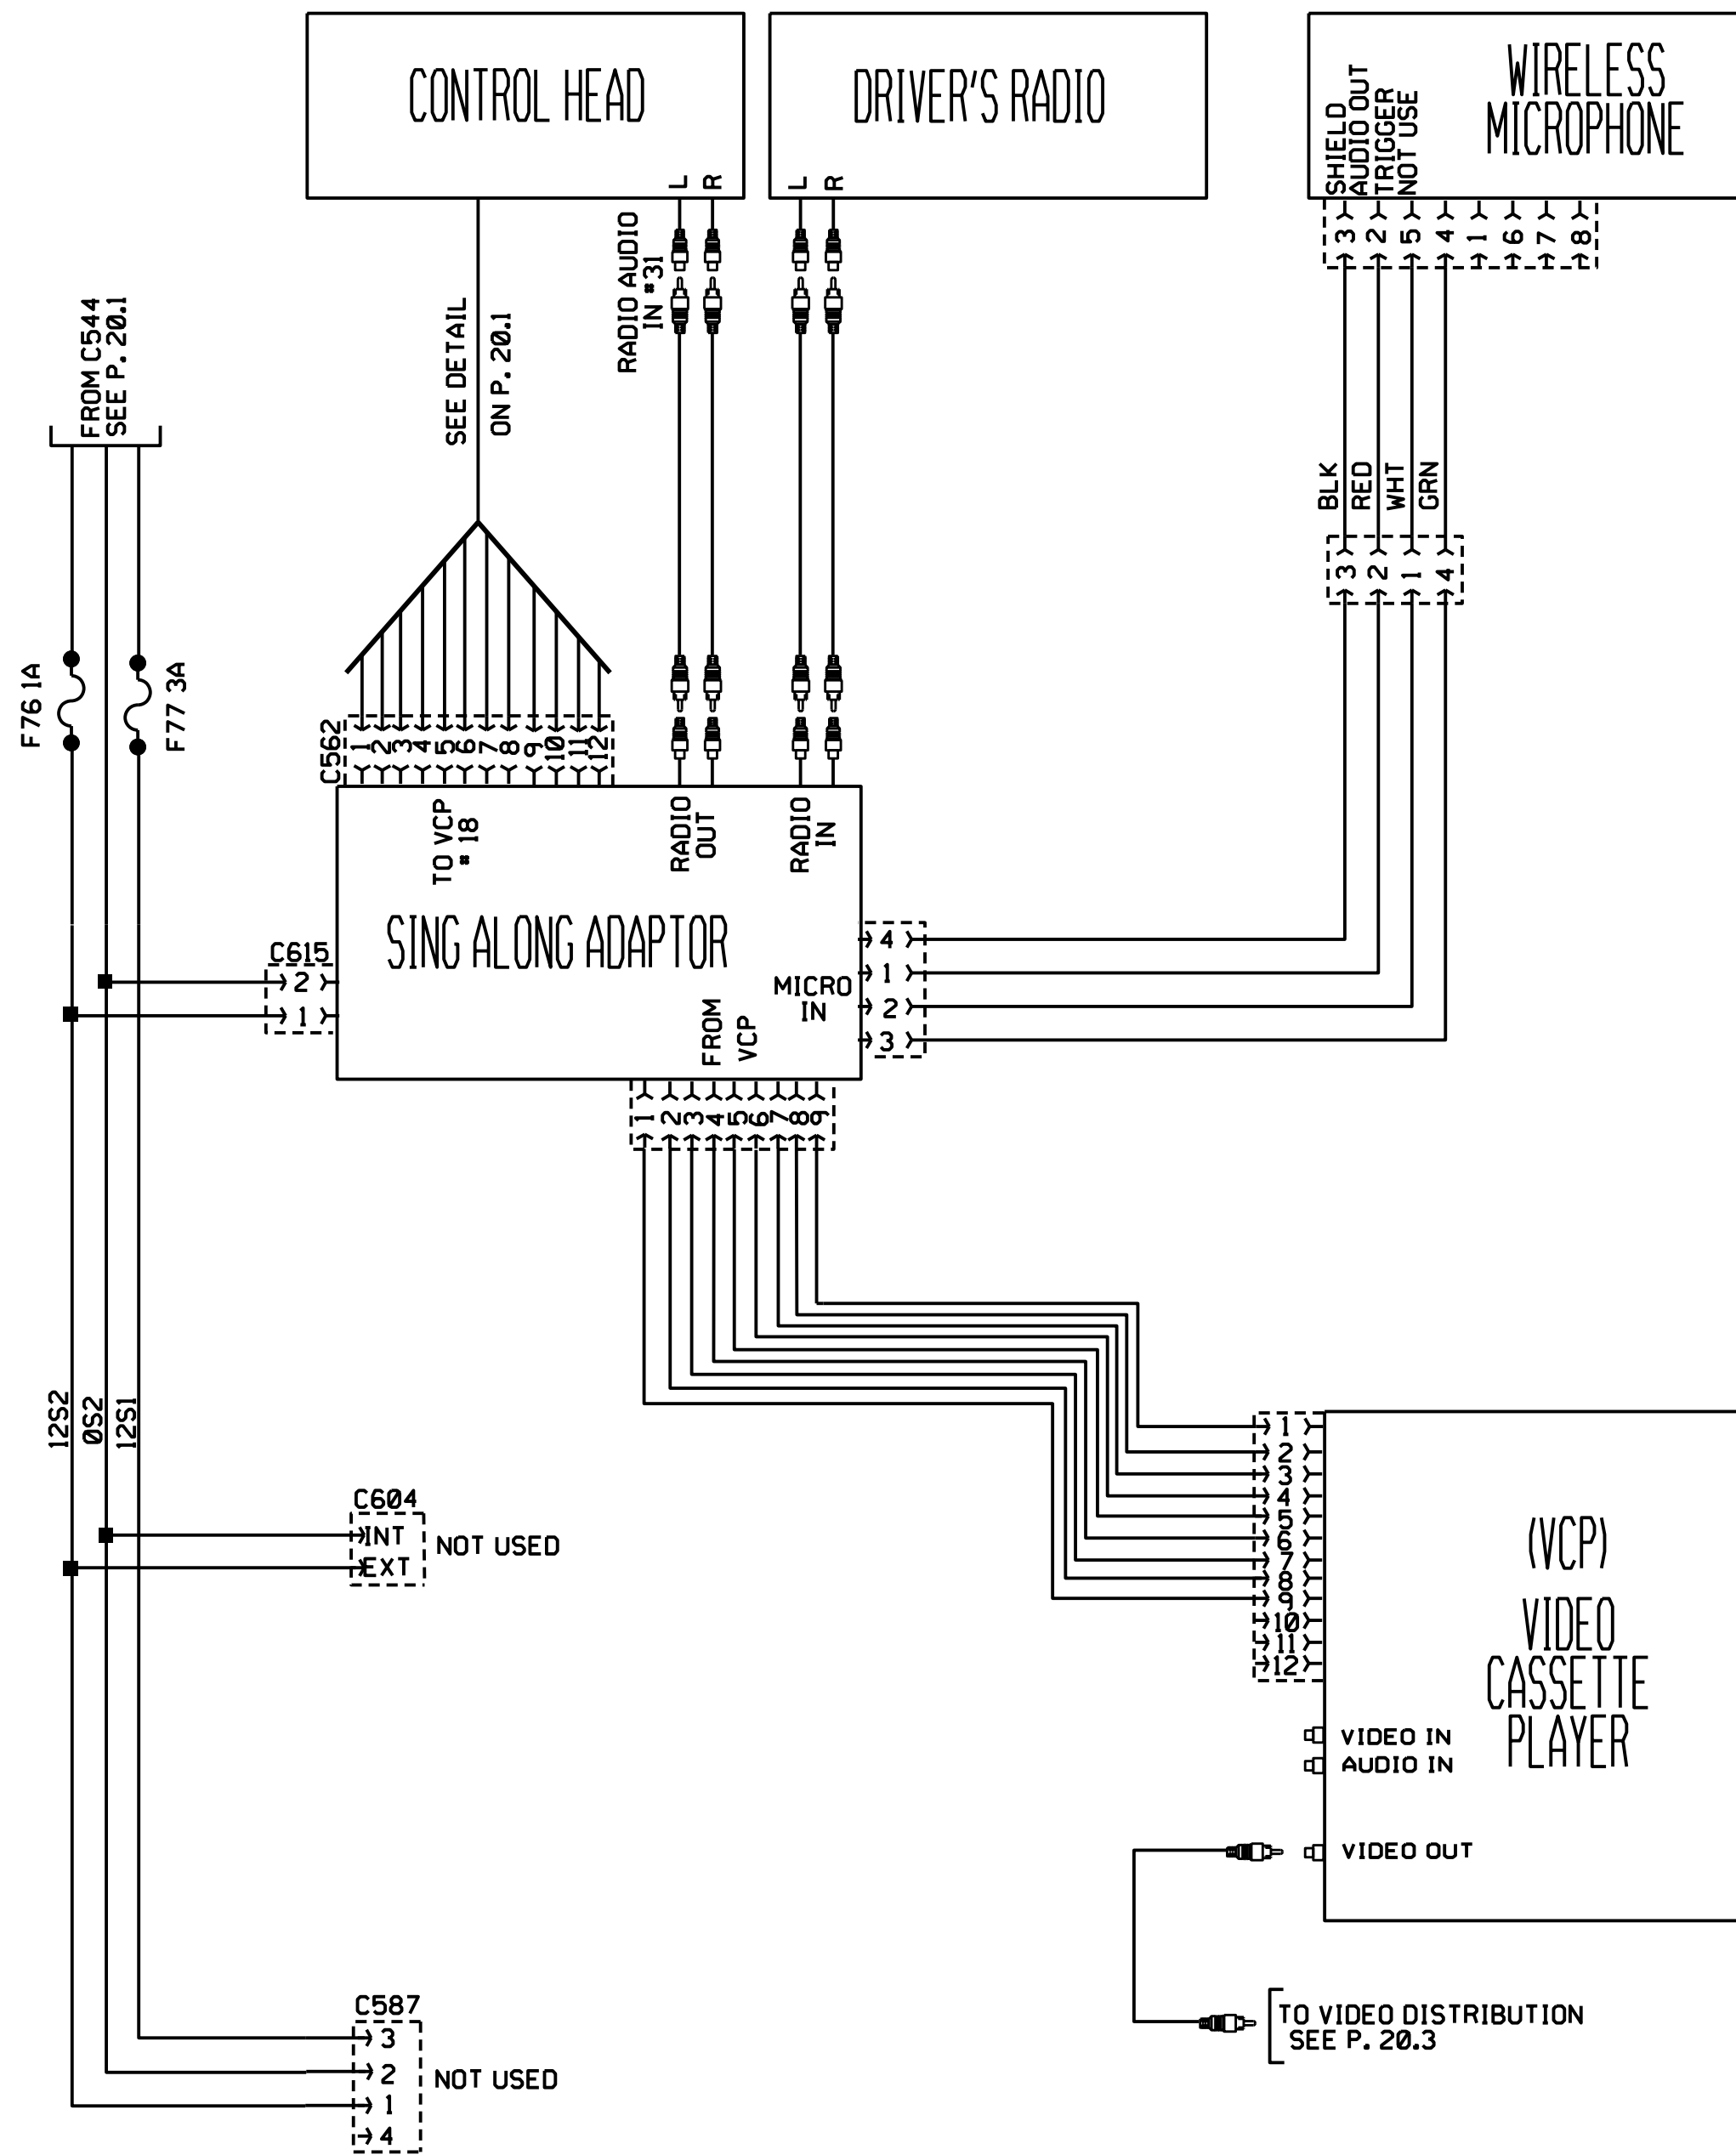 CONTROL HEAD
L
R
DRIVER'S RADIO
L
R
WIRELESS
MICROPHONE
SHIELD
AUDIO OUT
TRIGGER
NOT USE
3 2 5 4 1 6 7 8
RADIO AUDIO
IN #31
SEE DETAIL
ON P. 20.1
FROM C544
SEE P. 20.1
BLK
RED
WHT
GRN
3 2 1 4
F76 1A
F77 3A
C562
1 2 3 4 5 6 7 8 9 10 11 12
TO VCP
# 18
RADIO
OUT
RADIO
IN
SING ALONG ADAPTOR
C615
2
1
MICRO
IN
4
1
2
3
FROM
VCP
1 2 3 4 5 6 7 8 9
12S2
0S2
12S1
1
2
3
4
5
6
7
8
9
10
11
12
(VCP)
VIDEO
CASSETTE
PLAYER
C604
INT
EXT
NOT USED
VIDEO IN
AUDIO IN
VIDEO OUT
C587
3
2
1
4
NOT USED
TO VIDEO DISTRIBUTION
SEE P. 20.3